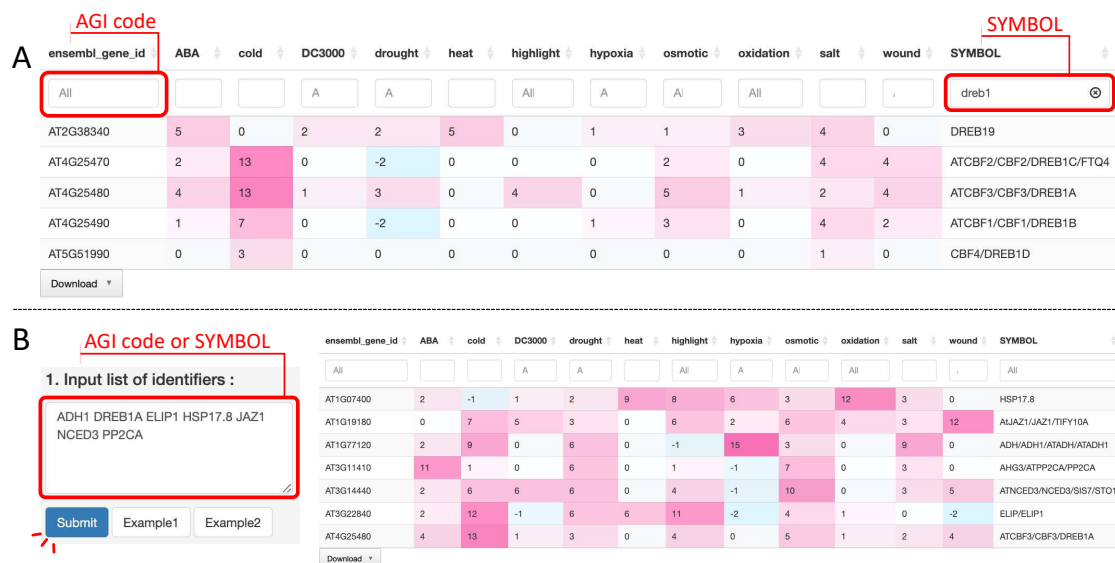 AGI code
SYMBOL
A
ensembl_gene_id ABA cold DC3000 drought heat highlight hypoxia osmotic oxidation salt wound SYMBOL
All A A All A Al All dreb1
AT2G38340 5 0 2 2 5 0 1 1 3 4 0 DREB19
AT4G25470 2 13 0 -2 0 0 0 2 0 4 4 ATCBF2/CBF2/DREB1C/FTQ4
AT4G25480 4 13 1 3 0 4 0 5 1 2 4 ATCBF3/CBF3/DREB1A
AT4G25490 1 7 0 -2 0 0 1 3 0 4 2 ATCBF1/CBF1/DREB1B
AT5G51990 0 3 0 0 0 0 0 0 0 1 0 CBF4/DREB1D
Download
B
AGI code or SYMBOL
1. Input list of identifiers :
ADH1 DREB1A ELIP1 HSP17.8 JAZ1
NCED3 PP2CA
Submit Example1 Example2
ensembl_gene_id ABA cold DC3000 drought heat highlight hypoxia osmotic oxidation salt wound SYMBOL
All A A All A Al All All
AT1G07400 2 -1 1 2 9 8 6 3 12 3 0 HSP17.8
AT1G19180 0 7 5 3 0 6 2 6 4 3 12 AtJAZ1/JAZ1/TIFY10A
AT1G77120 2 9 0 6 0 -1 15 3 0 9 0 ADH/ADH1/ATADH/ATADH1
AT3G11410 11 1 0 6 0 1 -1 7 0 3 0 AHG3/ATPP2CA/PP2CA
AT3G14440 2 6 6 6 0 4 -1 10 0 3 5 ATNCED3/NCED3/SIS7/STO1
AT3G22840 2 12 -1 6 6 11 -2 4 1 0 -2 ELIP/ELIP1
AT4G25480 4 13 1 3 0 4 0 5 1 2 4 ATCBF3/CBF3/DREB1A
Download